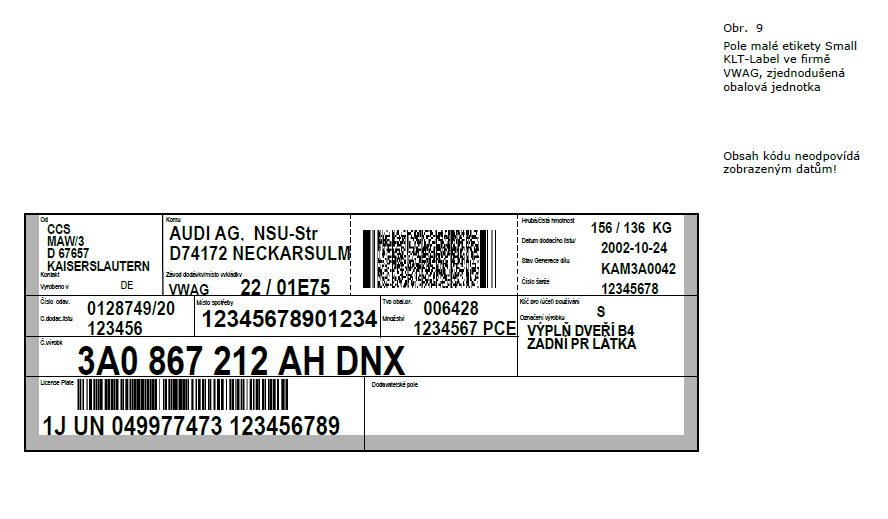 Obr. 9
Pole malé etikety Small
KLT-Label ve firmě
VWAG, zjednodušená
obalová jednotka
Obsah kódu neodpovídá
zobrazeným datům!
Od
CCS
MAW/3
D 67657
KAISERSLAUTERN
Kontakt
Vyrobeno v DE
Komu
AUDI AG, NSU-Str
D74172 NECKARSULM
Závod dodávky/místo vykládky
VWAG 22 / 01E75
Hrubá/čistá hmotnost
156 / 136 KG
Datum dodacího listu/
2002-10-24
Stav Generace dílu
KAM3A0042
Číslo šarže
12345678
Číslo odav.
0128749/20
Č.dodac.listu
123456
Místo spotřeby
12345678901234
Typ obal.pr.
006428
Množství
1234567 PCE
Klíč pro /účeli používání
S
Označení výrobku
VÝPLŇ DVEŘÍ B4
ZADNÍ PR LÁTKA
Č.výrobk
3A0 867 212 AH DNX
License Plate
1J UN 049977473 123456789
Dodavatelské pole